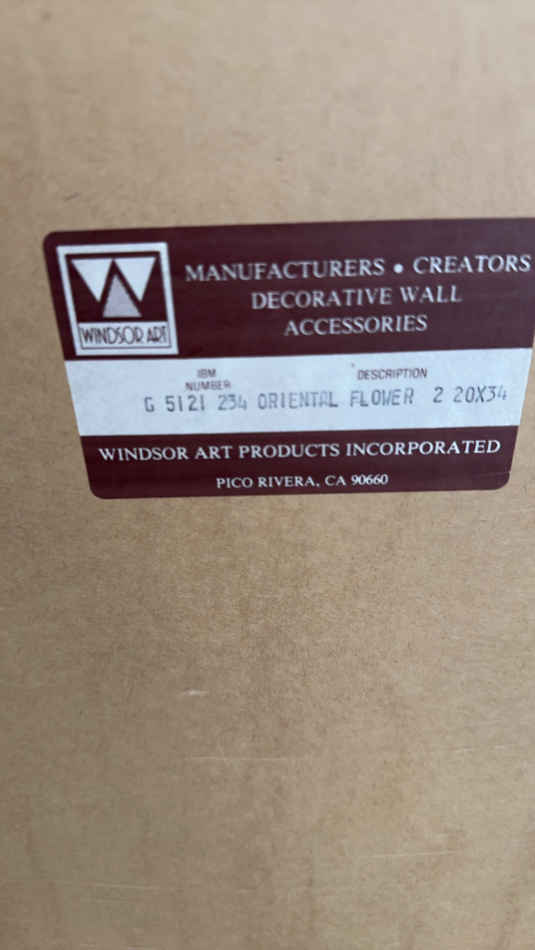 WINDSOR ART
MANUFACTURERS • CREATORS
DECORATIVE WALL
ACCESSORIES
IBM
NUMBER
DESCRIPTION
G 5121 234 ORIENTAL FLOWER 2 20X34
WINDSOR ART PRODUCTS INCORPORATED
PICO RIVERA, CA 90660